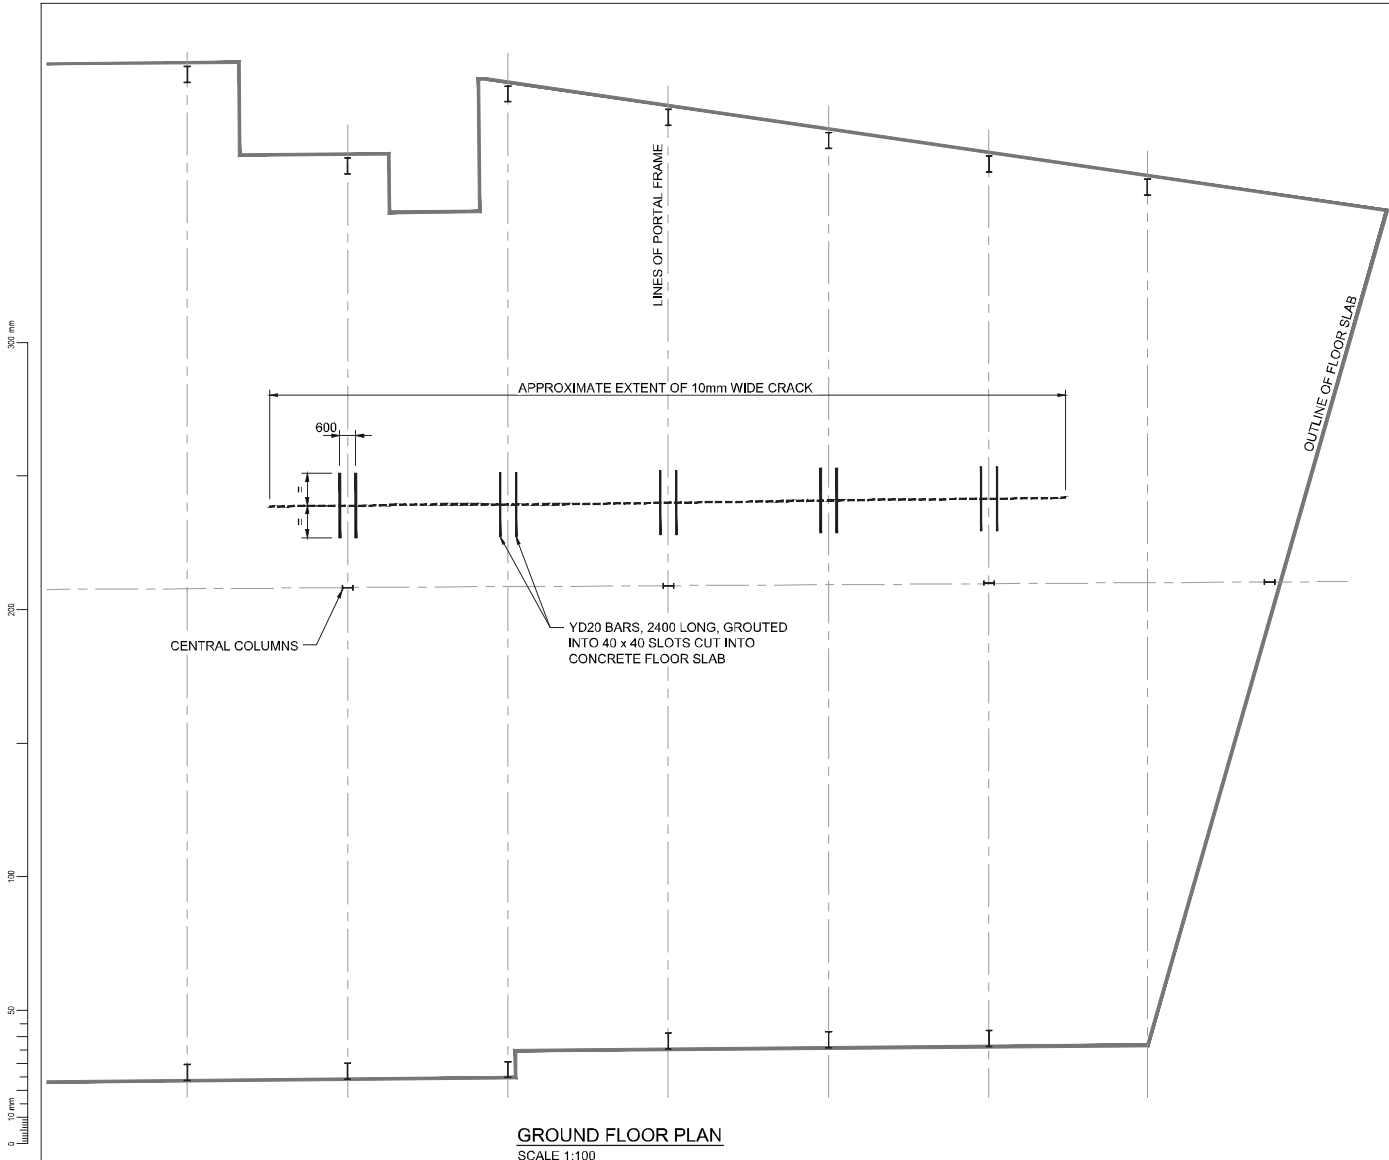 LINES OF PORTAL FRAME
300 mm
OUTLINE OF FLOOR SLAB
APPROXIMATE EXTENT OF 10mm WIDE CRACK
600
=
=
200
YD20 BARS, 2400 LONG, GROUTED
INTO 40 x 40 SLOTS CUT INTO
CONCRETE FLOOR SLAB
CENTRAL COLUMNS
100
50
10 mm
0
GROUND FLOOR PLAN
SCALE 1:100